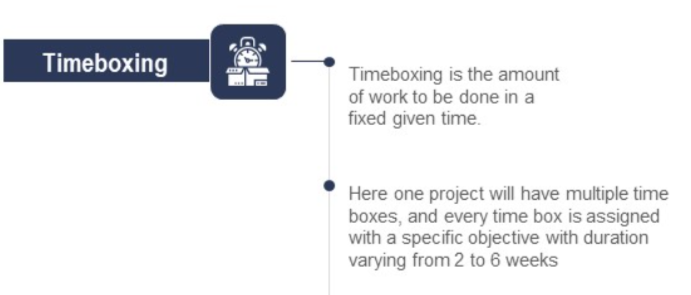 Timeboxing
Timeboxing is the amount
of work to be done in a
fixed given time.
Here one project will have multiple time
boxes, and every time box is assigned
with a specific objective with duration
varying from 2 to 6 weeks